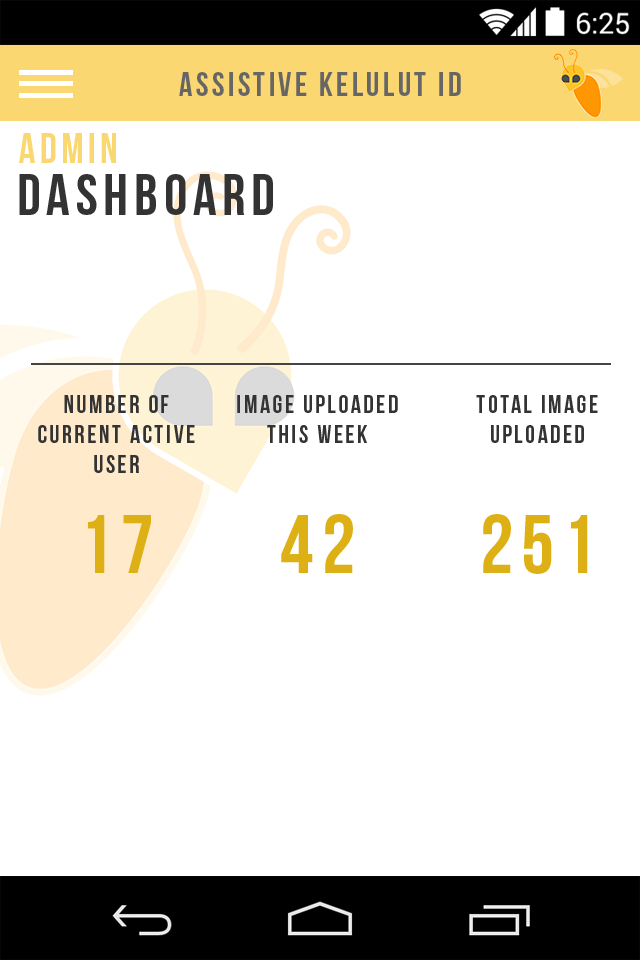 6:25
ASSISTIVE KELULUT ID
ADMIN
DASHBOARD
NUMBER OF
CURRENT ACTIVE
USER
17
IMAGE UPLOADED
THIS WEEK
42
TOTAL IMAGE
UPLOADED
251